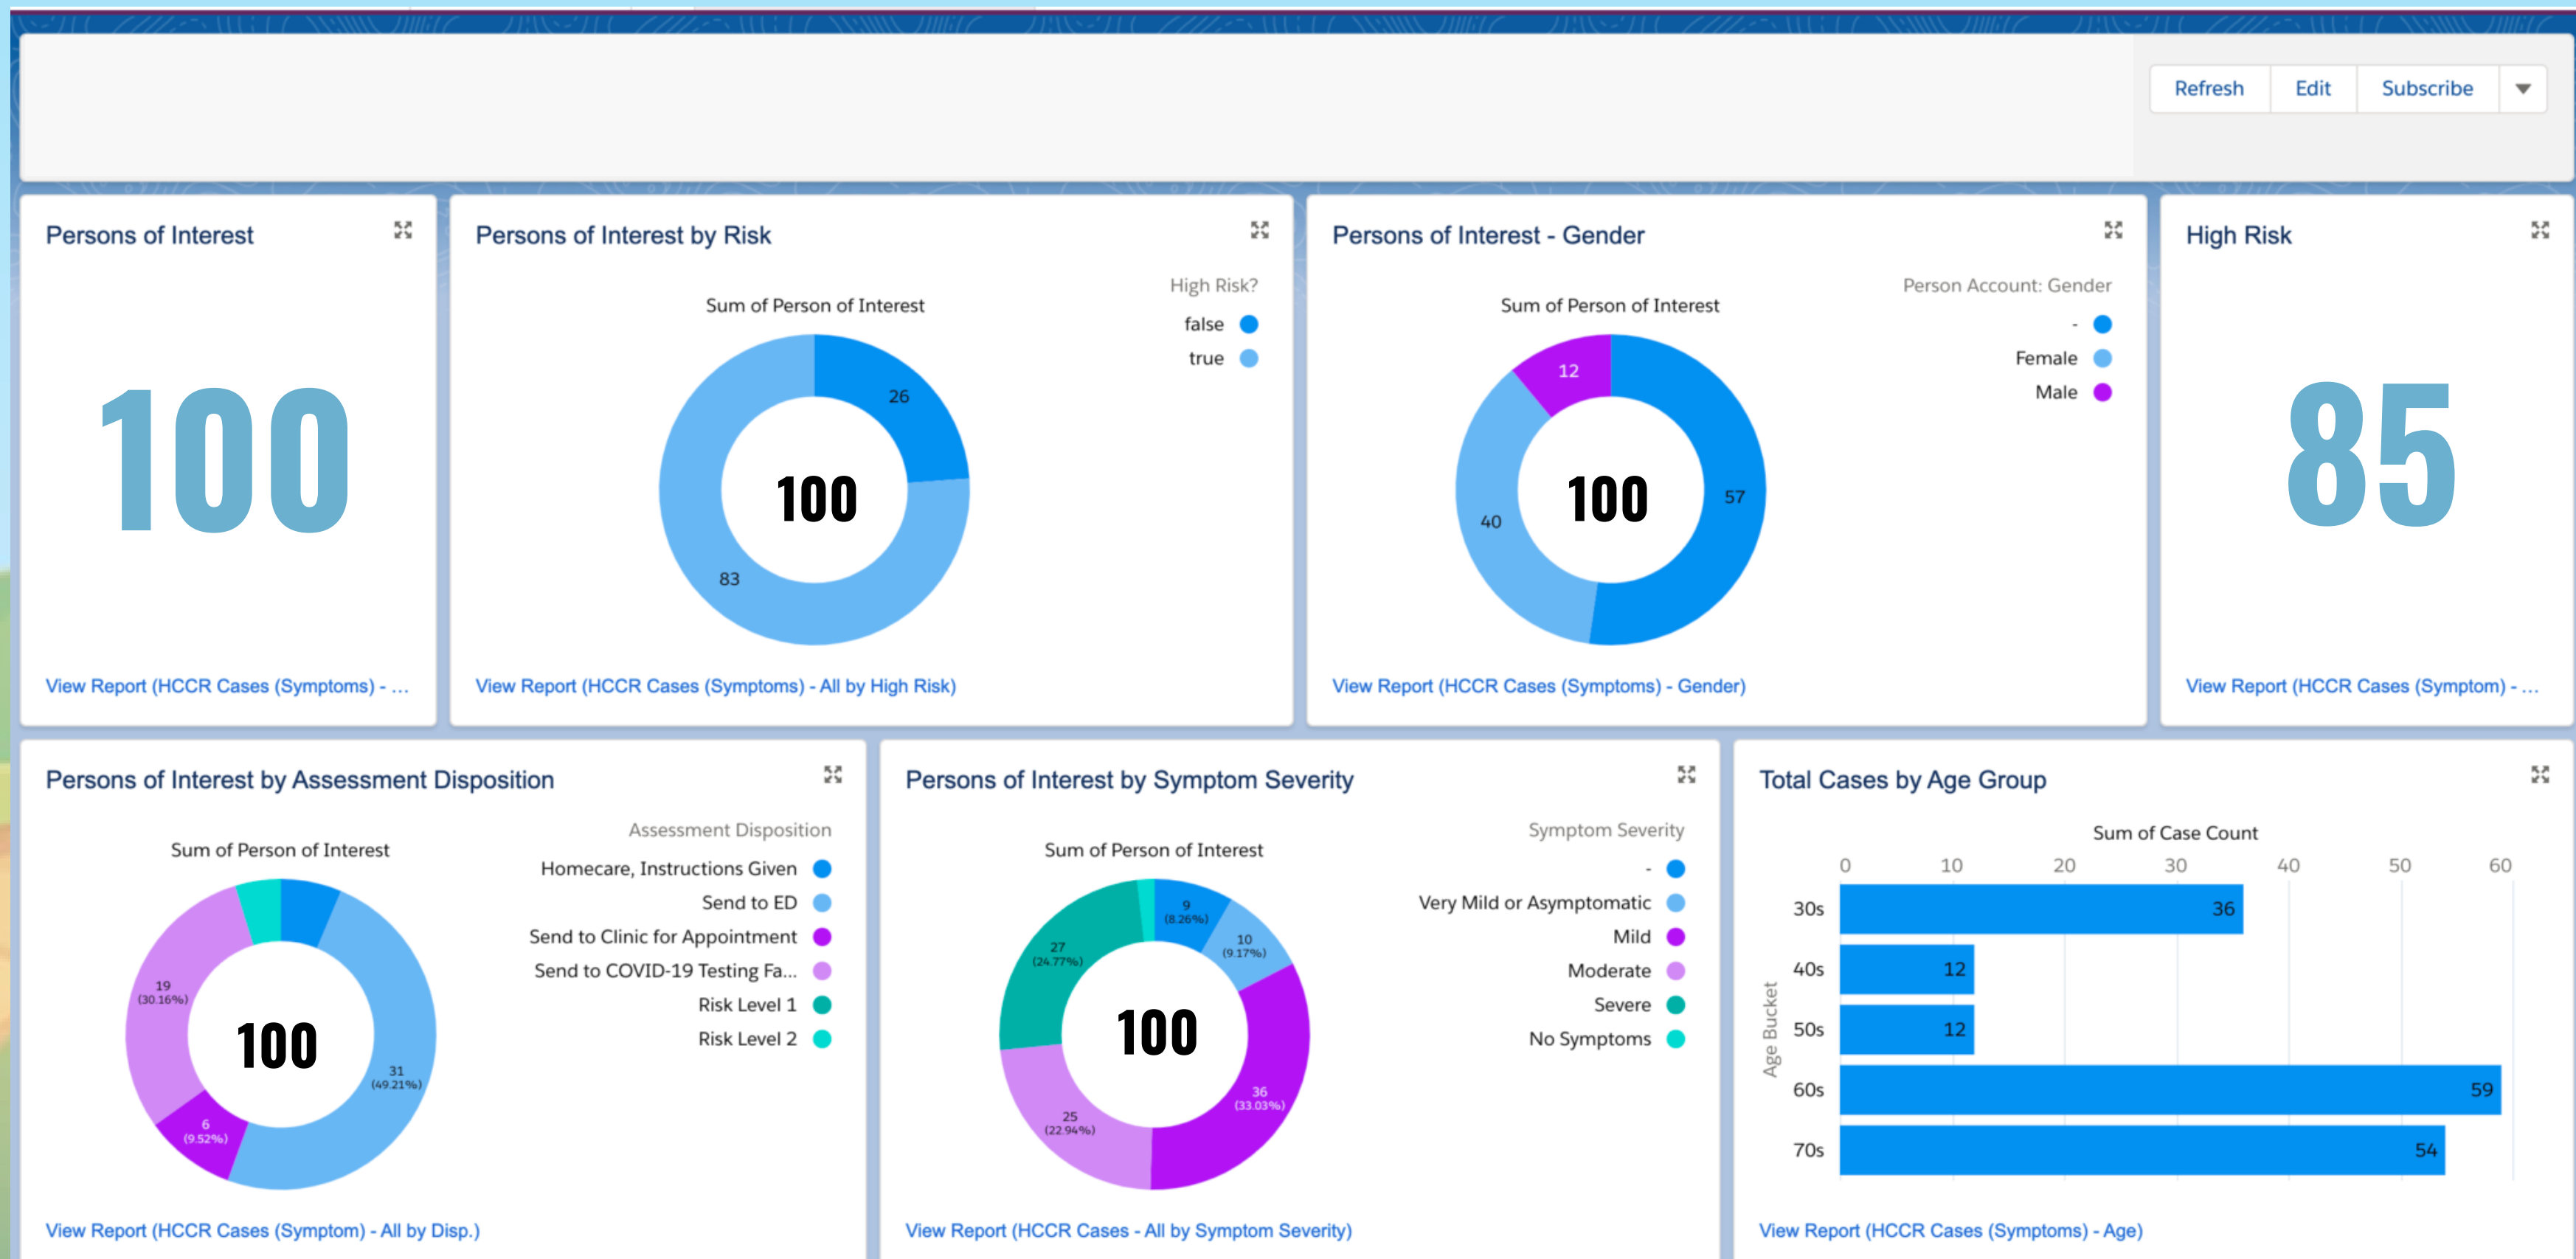 Refresh Edit Subscribe
Persons of Interest
100
View Report (HCCR Cases (Symptoms) - ...
Persons of Interest by Risk
High Risk?
false
true
Sum of Person of Interest
26
83
100
View Report (HCCR Cases (Symptoms) - All by High Risk)
Persons of Interest - Gender
Person Account: Gender
-
Female
Male
Sum of Person of Interest
12
57
40
100
View Report (HCCR Cases (Symptoms) - Gender)
High Risk
85
View Report (HCCR Cases (Symptom) - ...
Persons of Interest by Assessment Disposition
Assessment Disposition
Homecare, Instructions Given
Send to ED
Send to Clinic for Appointment
Send to COVID-19 Testing Fa...
Risk Level 1
Risk Level 2
Sum of Person of Interest
19
(30.16%)
100
31
(49.21%)
6
(9.52%)
View Report (HCCR Cases (Symptom) - All by Disp.)
Persons of Interest by Symptom Severity
Symptom Severity
-
Very Mild or Asymptomatic
Mild
Moderate
Severe
No Symptoms
Sum of Person of Interest
9
(8.26%)
10
(9.17%)
27
(24.77%)
100
36
(33.03%)
25
(22.94%)
View Report (HCCR Cases - All by Symptom Severity)
Total Cases by Age Group
Sum of Case Count
0 10 20 30 40 50 60
Age Bucket
30s 36
40s 12
50s 12
60s 59
70s 54
View Report (HCCR Cases (Symptoms) - Age)